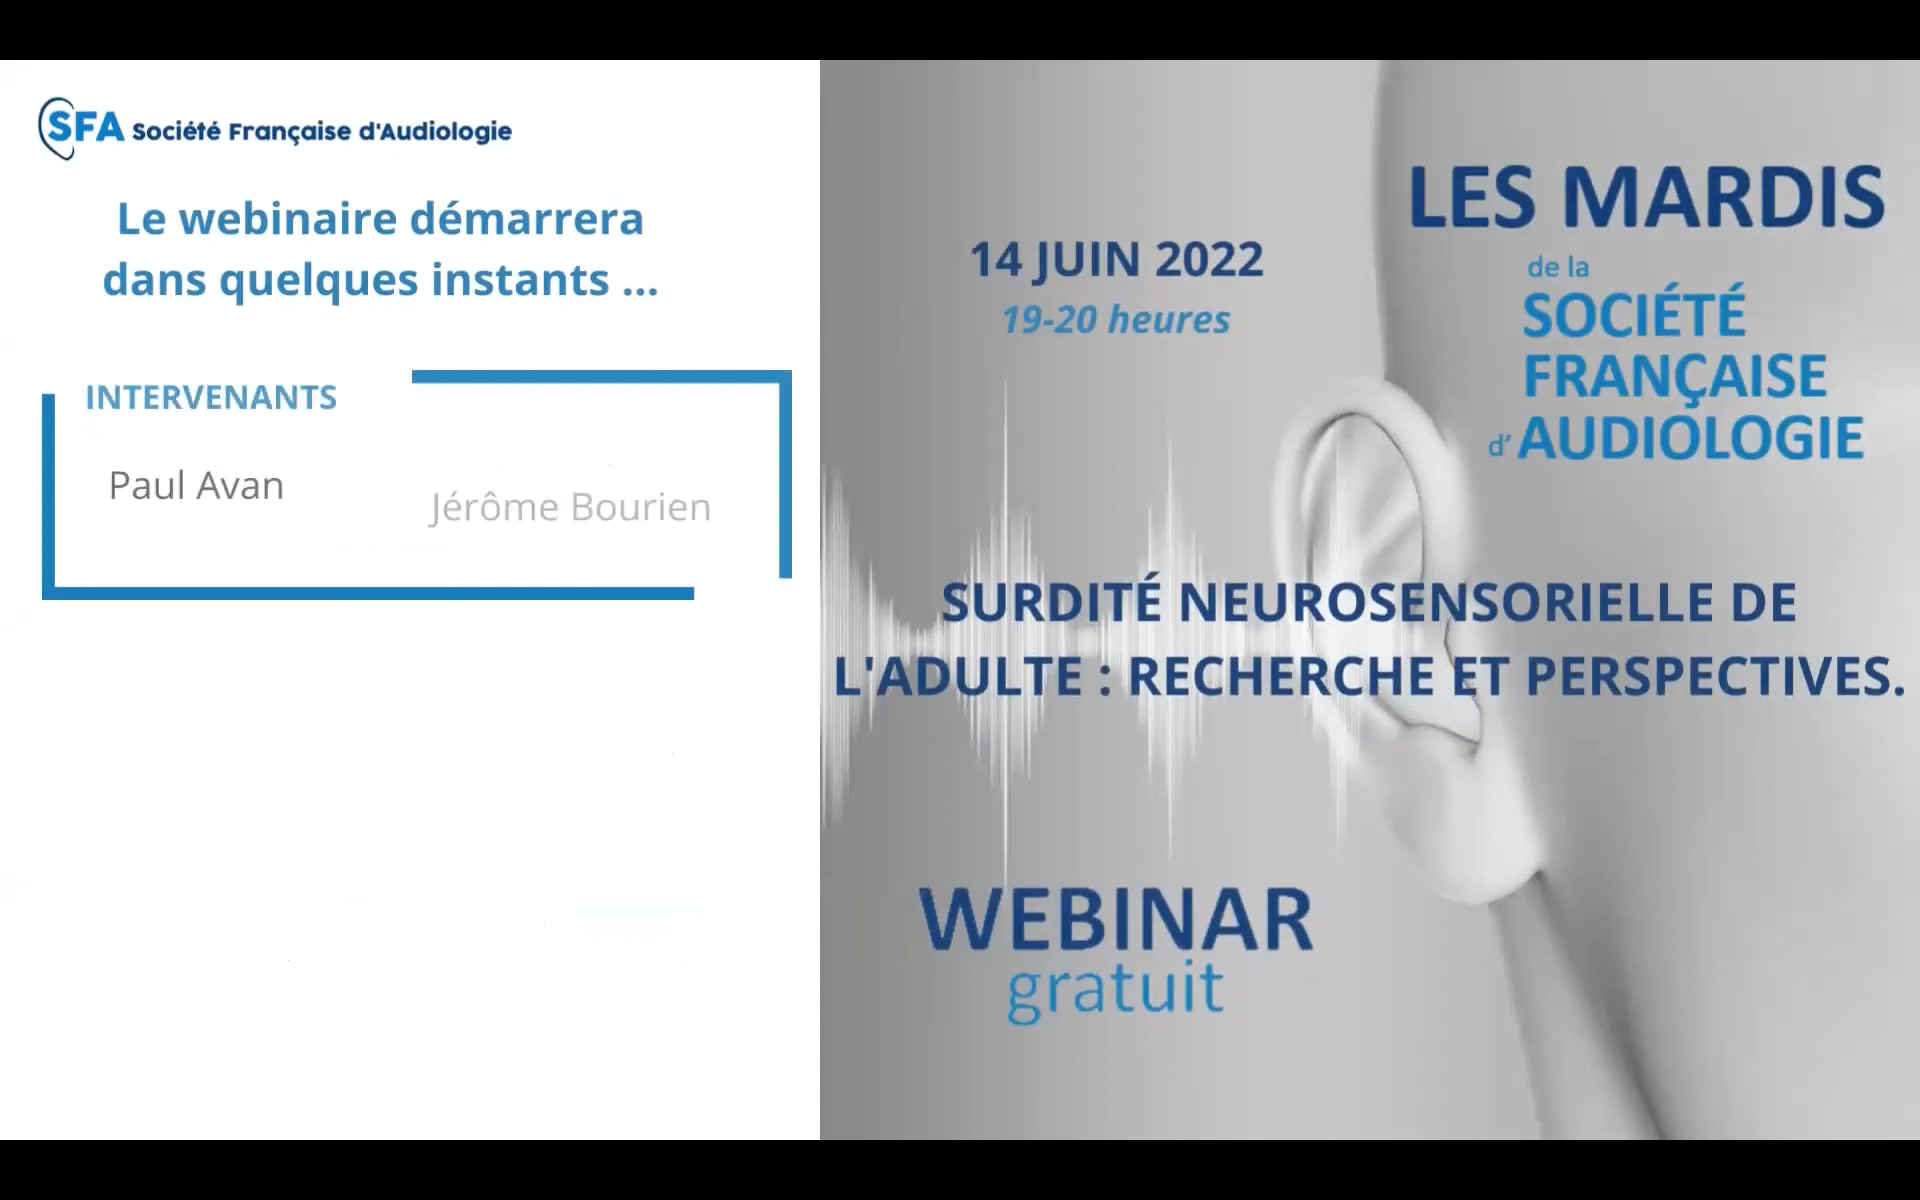 SFA Société Française d'Audiologie
Le webinaire démarrera
dans quelques instants ...
INTERVENANTS
Paul Avan
Jérôme Bourien
14 JUIN 2022
19-20 heures
LES MARDIS
de la
SOCIÉTÉ
FRANÇAISE
d'AUDIOLOGIE
SURDITÉ NEUROSENSORIELLE DE
L'ADULTE : RECHERCHE ET PERSPECTIVES.
WEBINAR
gratuit